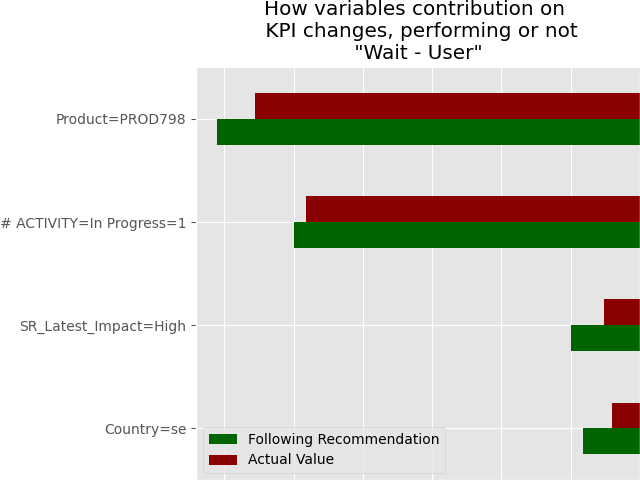 How variables contribution on
KPI changes, performing or not
"Wait - User"
Product=PROD798
# ACTIVITY=In Progress=1
SR_Latest_Impact=High
Country=se
Following Recommendation
Actual Value